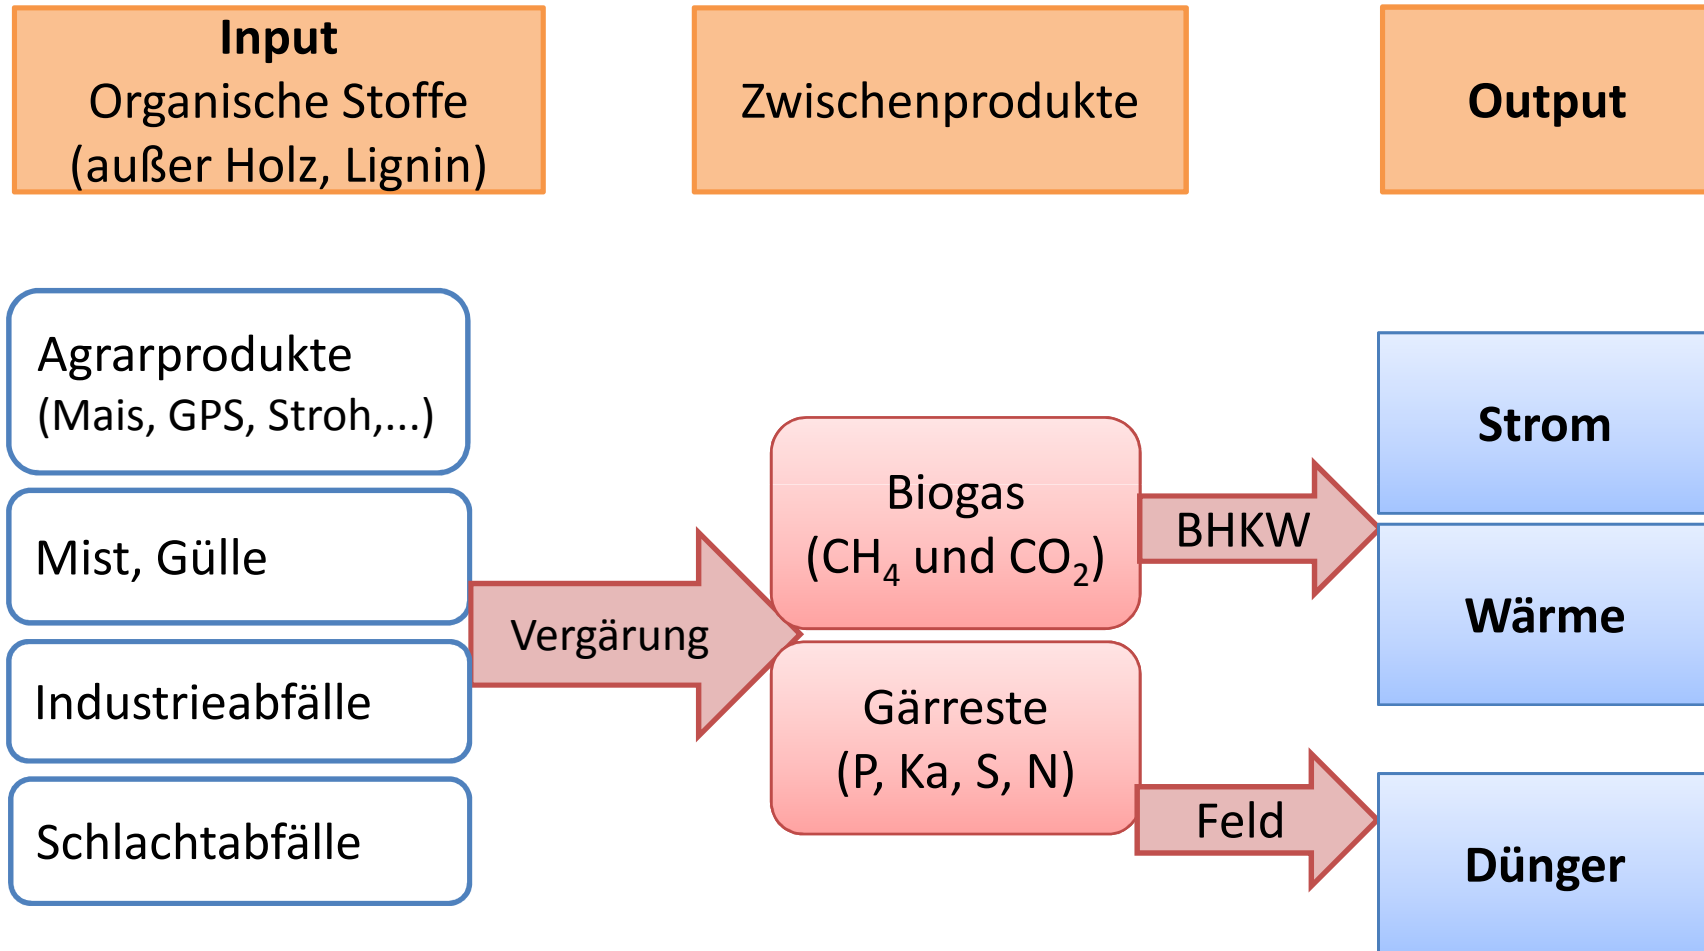 Input
Organische Stoffe
(außer Holz, Lignin)
Zwischenprodukte
Output
Agrarprodukte
(Mais, GPS, Stroh,...)
Mist, Gülle
Industrieabfälle
Schlachtabfälle
Vergärung
Biogas
(CH₄ und CO₂)
Gärreste
(P, Ka, S, N)
BHKW
Feld
Strom
Wärme
Dünger